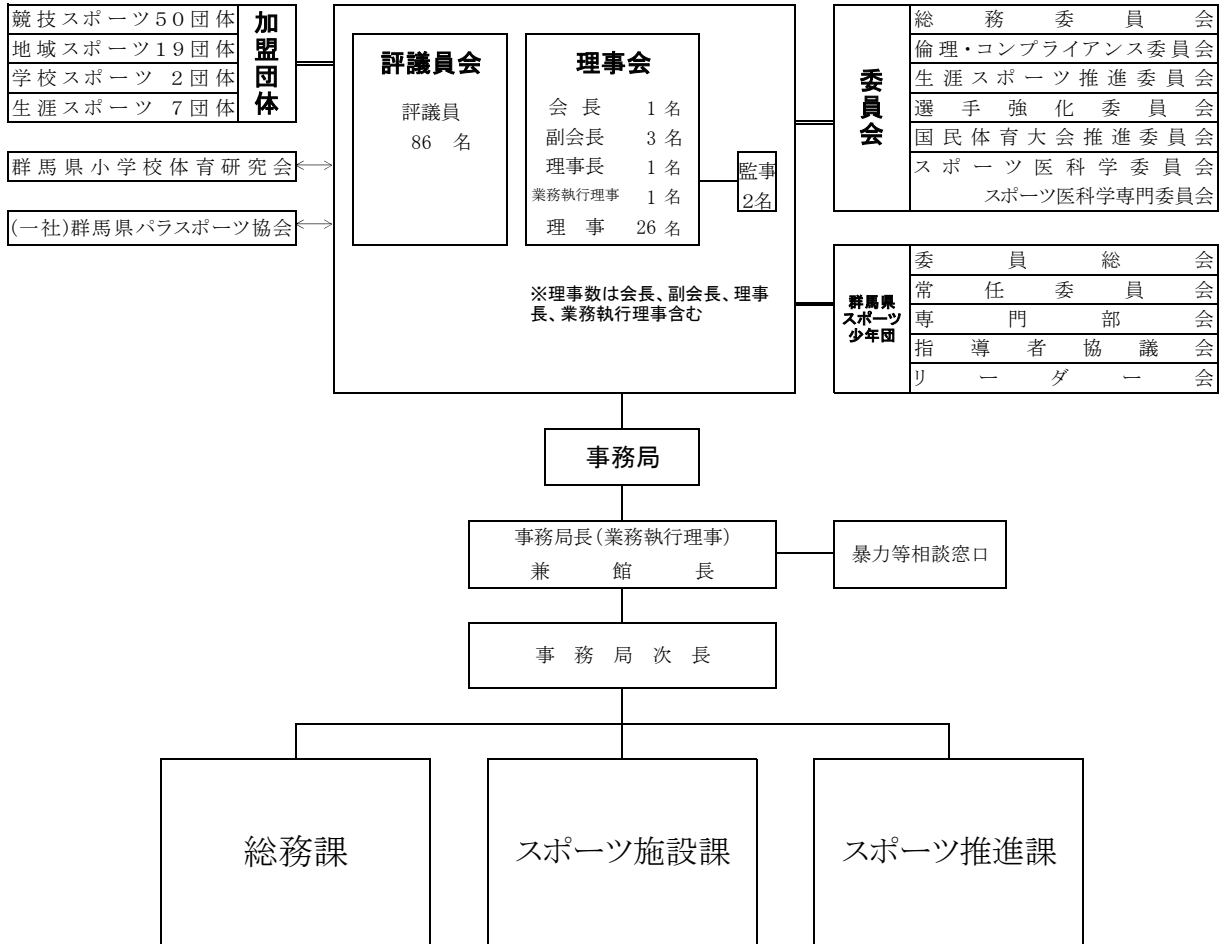 競技スポーツ50団体
地域スポーツ19団体
学校スポーツ 2団体
生涯スポーツ 7団体
加盟団体
群馬県小学校体育研究会
(一社)群馬県パラスポーツ協会
評議員会
評議員
86 名
理事会
会 長 1 名
副会長 3 名
理事長 1 名
業務執行理事 1 名
理 事 26 名
監事
2名
※理事数は会長、副会長、理事
長、業務執行理事含む
委員会
総務委員会
倫理・コンプライアンス委員会
生涯スポーツ推進委員会
選手強化委員会
国民体育大会推進委員会
スポーツ医科学委員会
スポーツ医科学専門委員会
群馬県
スポーツ
少年団
委員総会
常任委員会
専門部会
指導者協議会
リーダー会
事務局
事務局長(業務執行理事)
兼 館 長
暴力等相談窓口
事 務 局 次 長
総務課
スポーツ施設課
スポーツ推進課